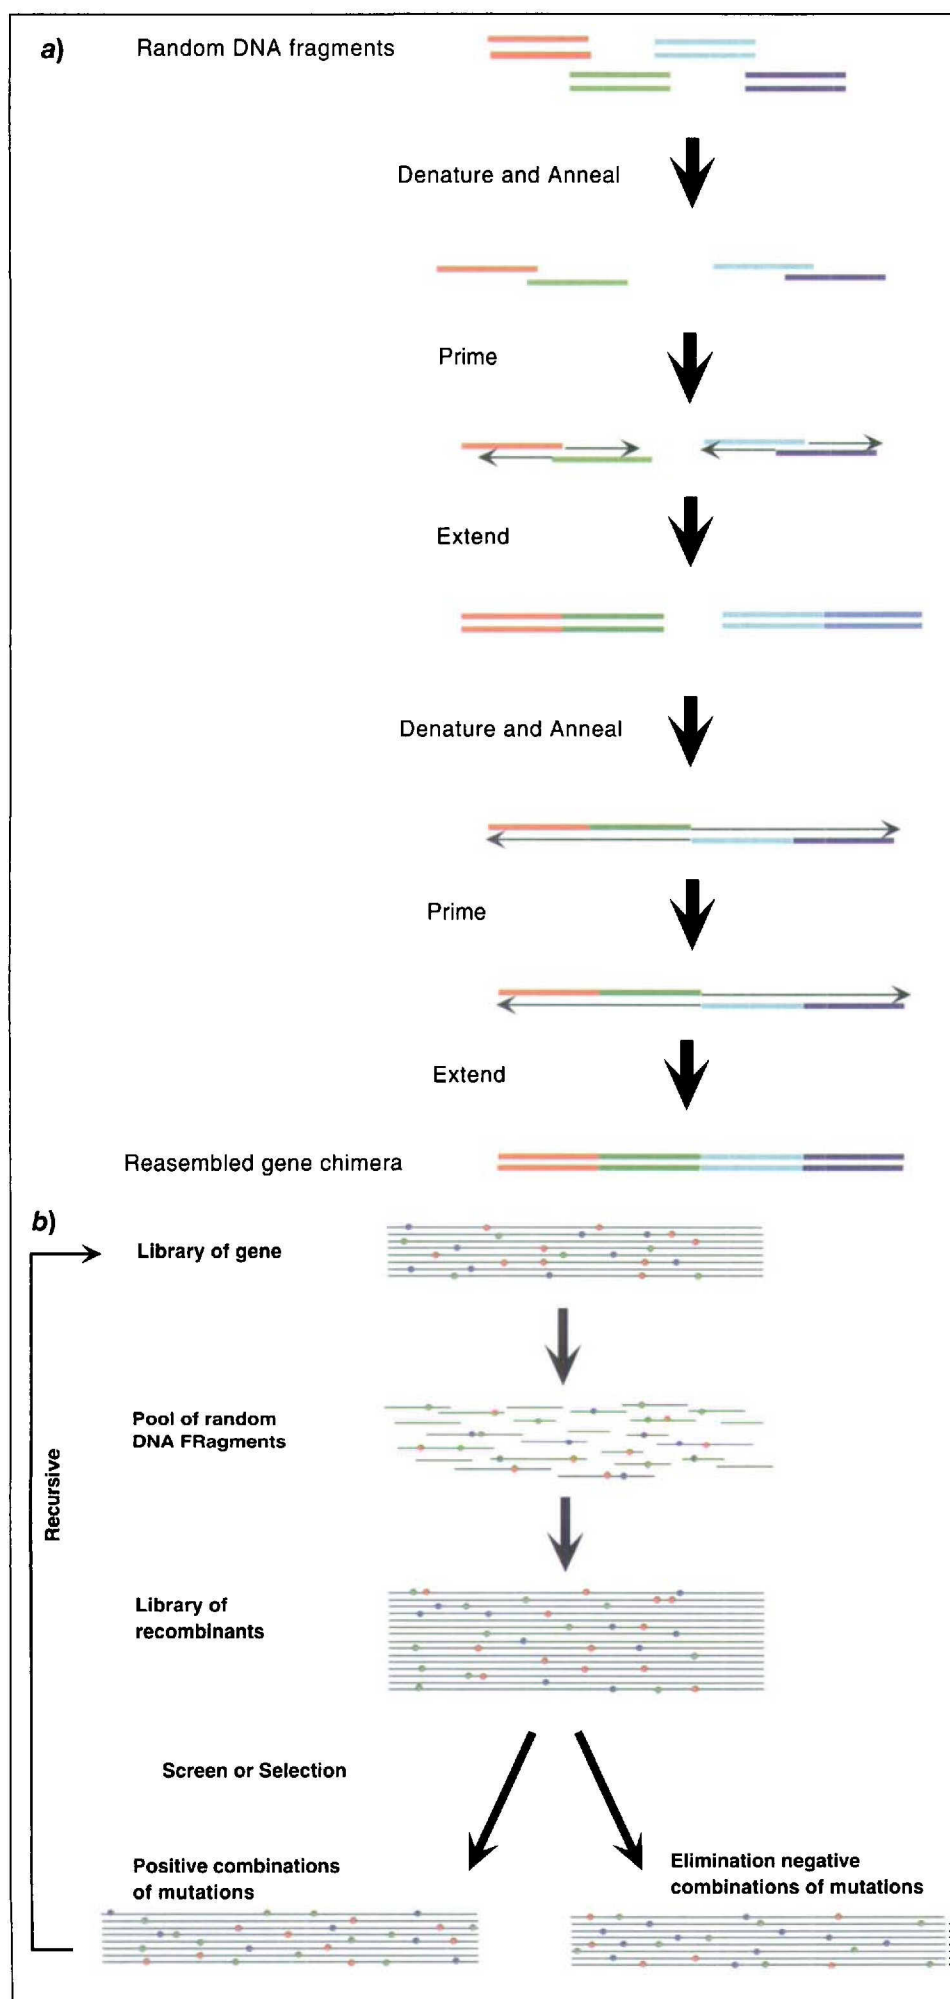 a)
Random DNA fragments
Denature and Anneal
Prime
Extend
Denature and Anneal
Prime
Extend
Reasembled gene chimera
b)
Library of gene
Pool of random
DNA FRagments
Recursive
Library of
recombinants
Screen or Selection
Positive combinations
of mutations
Elimination negative
combinations of mutations